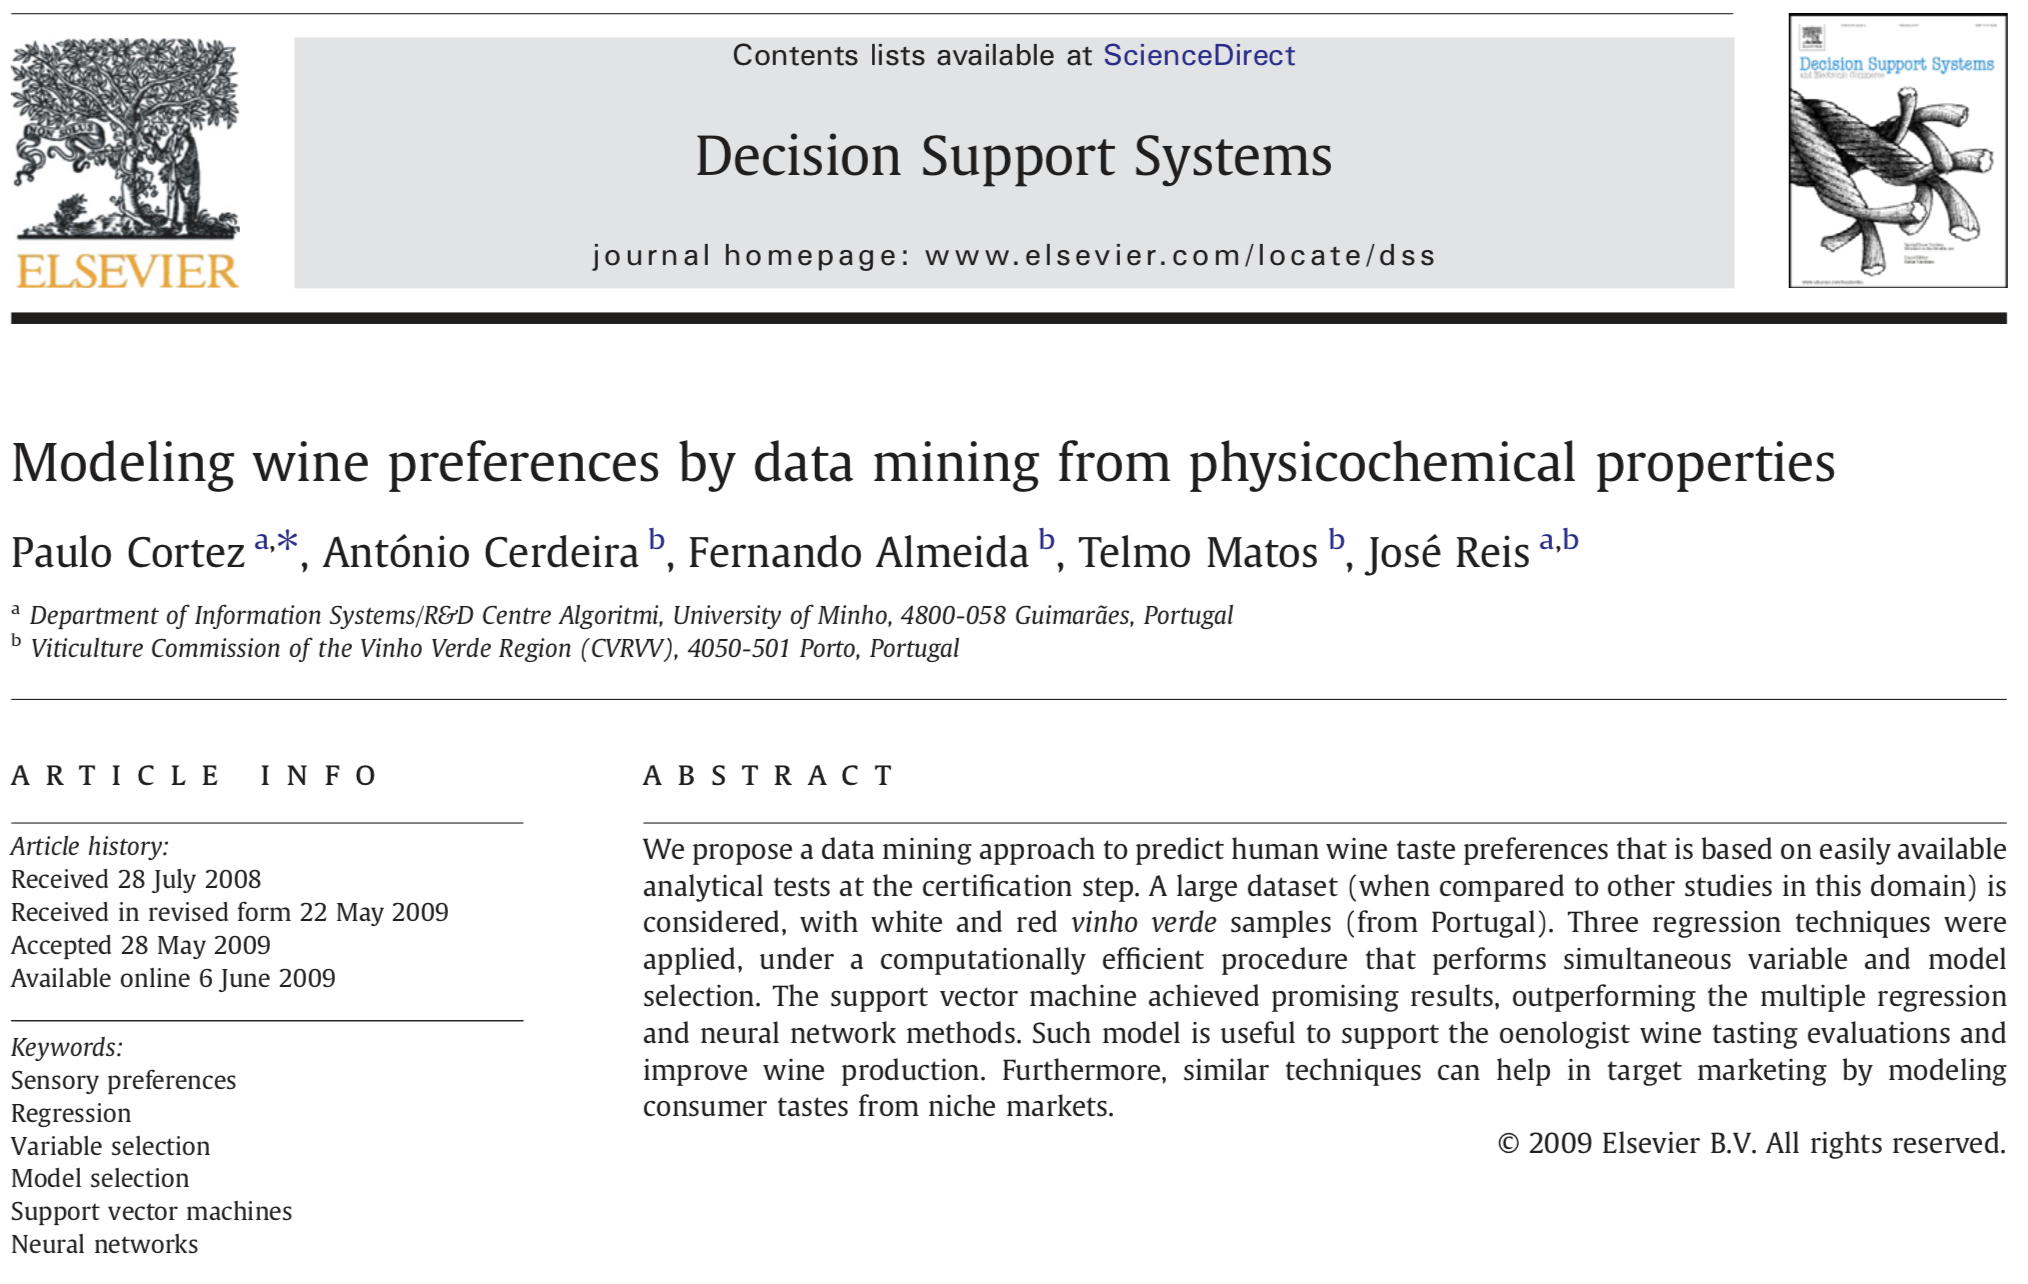 Contents lists available at ScienceDirect
Decision Support Systems
journal homepage: www.elsevier.com/locate/dss
NON SOLUS
ELSEVIER
Decision Support Systems
and Electronic Commerce
Modeling wine preferences by data mining from physicochemical properties
Paulo Cortez a,*, António Cerdeira b, Fernando Almeida b, Telmo Matos b, José Reis a,b
a Department of Information Systems/R&D Centre Algoritmi, University of Minho, 4800-058 Guimarães, Portugal
b Viticulture Commission of the Vinho Verde Region (CVRVV), 4050-501 Porto, Portugal
ARTICLE INFO
Article history:
Received 28 July 2008
Received in revised form 22 May 2009
Accepted 28 May 2009
Available online 6 June 2009
Keywords:
Sensory preferences
Regression
Variable selection
Model selection
Support vector machines
Neural networks
ABSTRACT
We propose a data mining approach to predict human wine taste preferences that is based on easily available
analytical tests at the certification step. A large dataset (when compared to other studies in this domain) is
considered, with white and red vinho verde samples (from Portugal). Three regression techniques were
applied, under a computationally efficient procedure that performs simultaneous variable and model
selection. The support vector machine achieved promising results, outperforming the multiple regression
and neural network methods. Such model is useful to support the oenologist wine tasting evaluations and
improve wine production. Furthermore, similar techniques can help in target marketing by modeling
consumer tastes from niche markets.
© 2009 Elsevier B.V. All rights reserved.